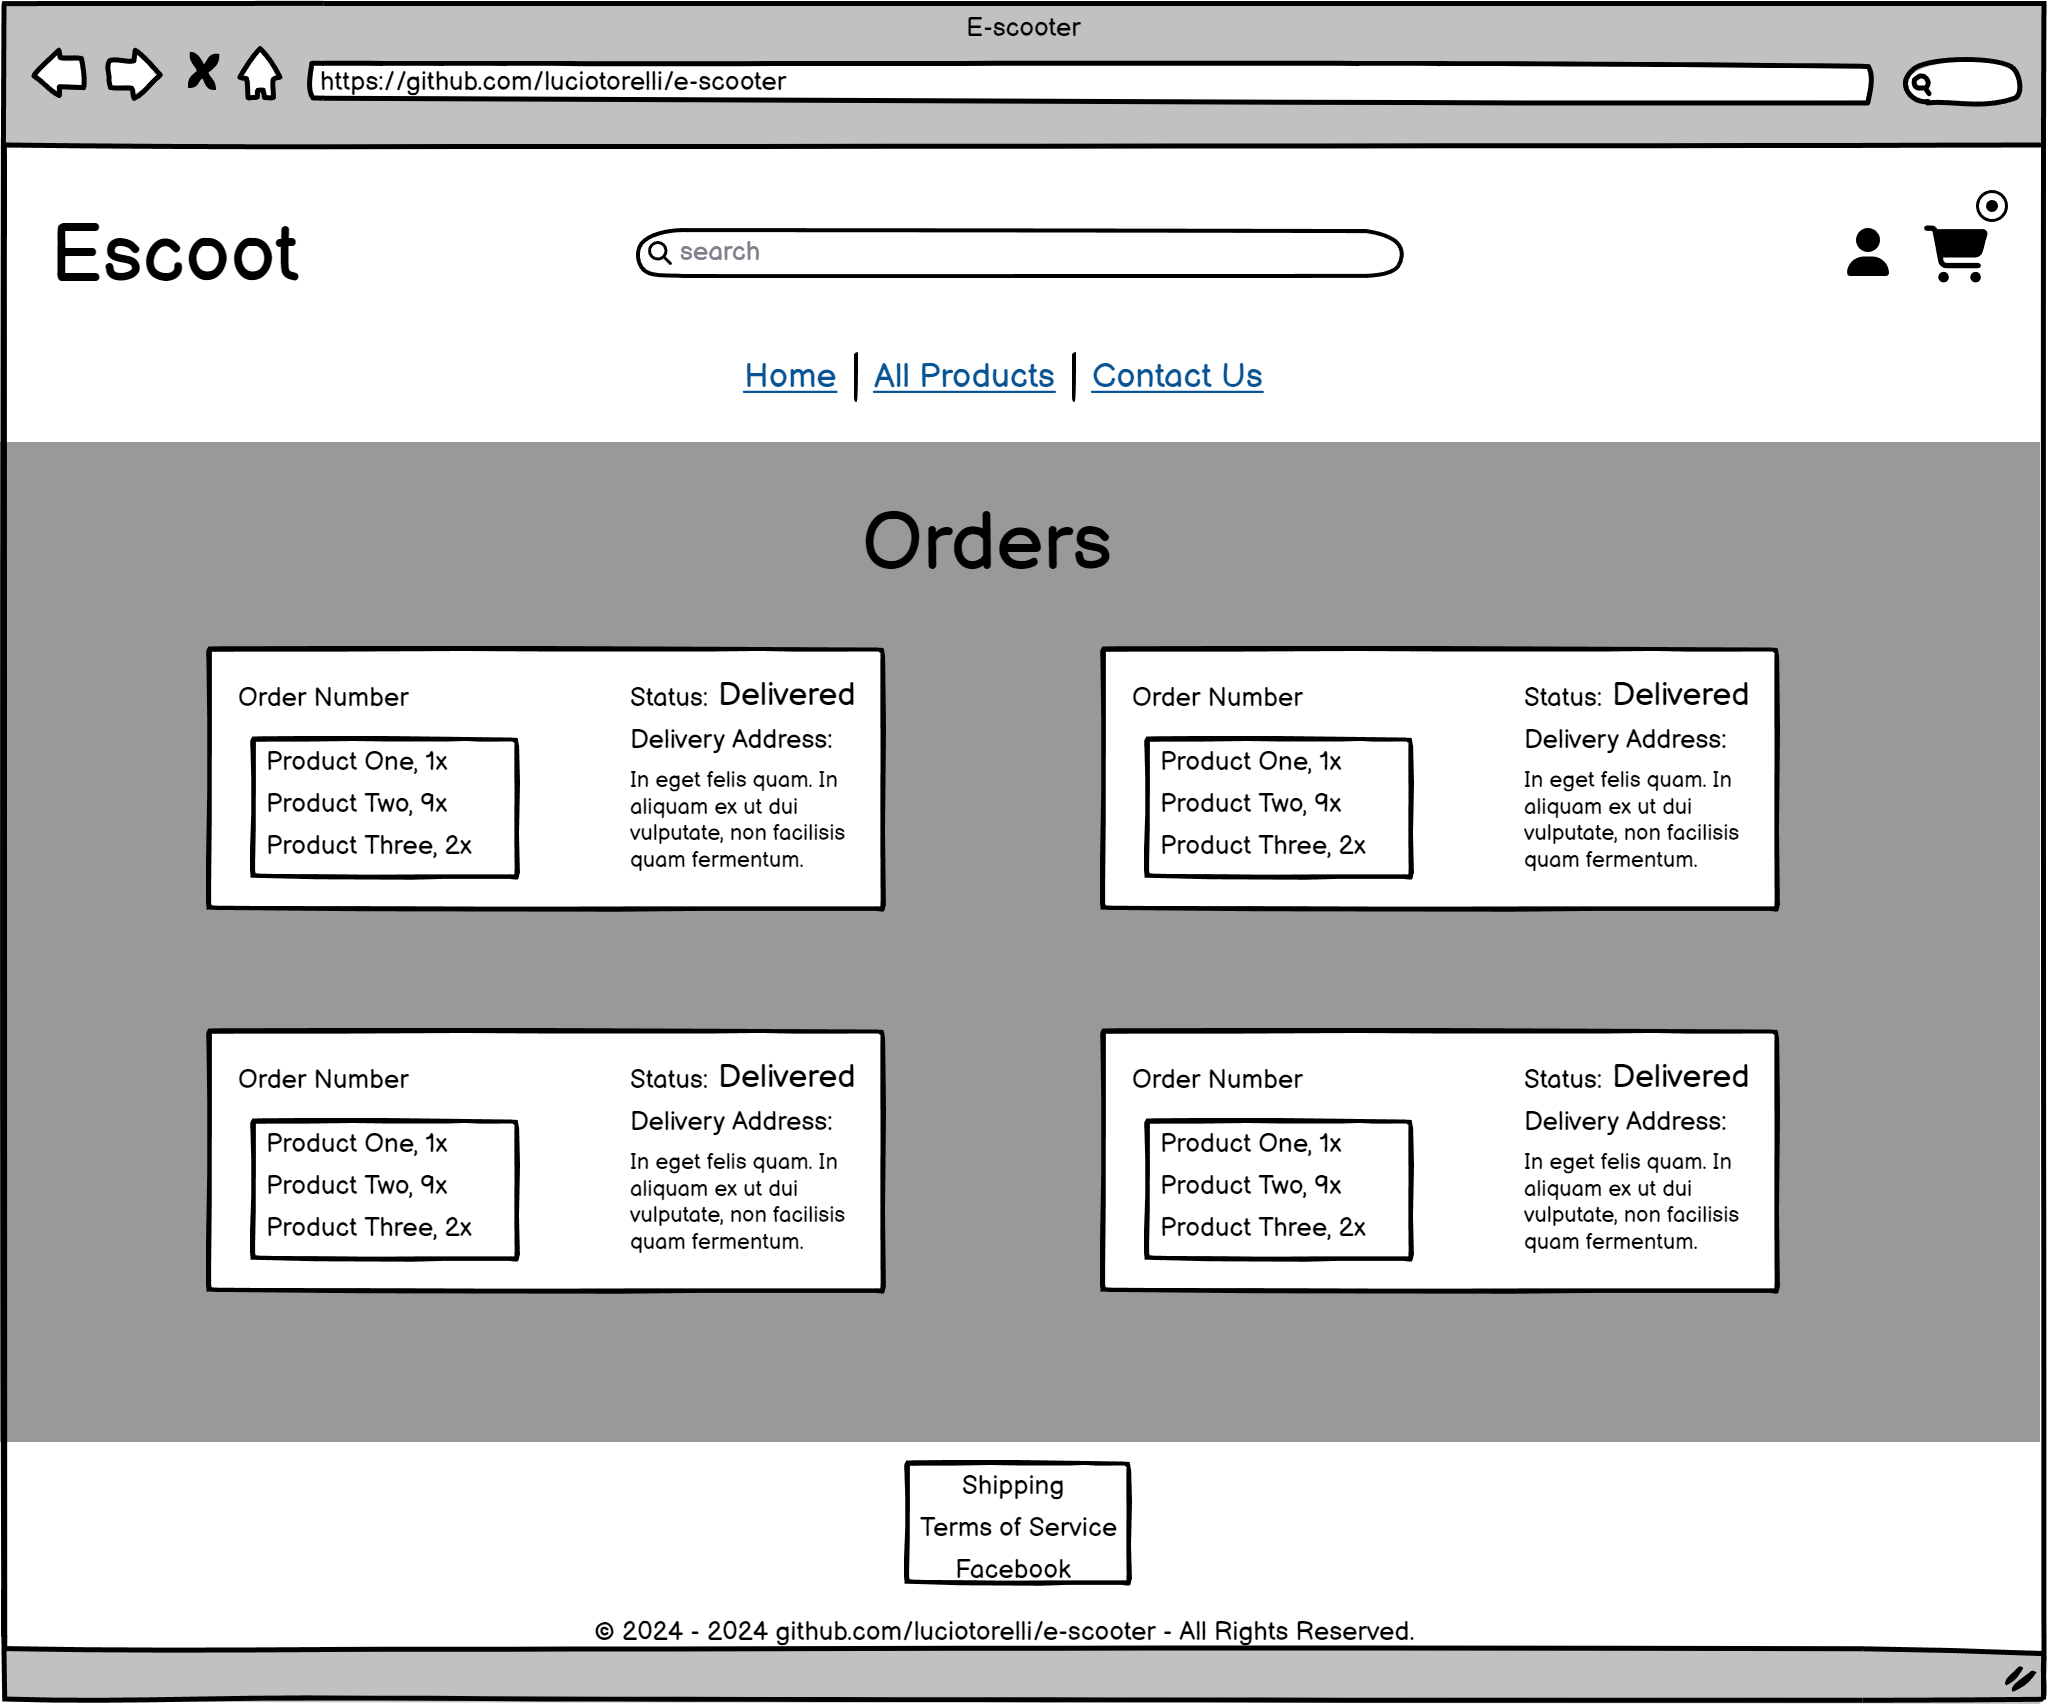 E-scooter
https://github.com/luciotorelli/e-scooter
Escoot
search
Home
All Products
Contact Us
Orders
Order Number
Status: Delivered
Delivery Address:
Product One, 1x
Product Two, 9x
Product Three, 2x
In eget felis quam. In
aliquam ex ut dui
vulputate, non facilisis
quam fermentum.
Order Number
Status: Delivered
Delivery Address:
Product One, 1x
Product Two, 9x
Product Three, 2x
In eget felis quam. In
aliquam ex ut dui
vulputate, non facilisis
quam fermentum.
Order Number
Status: Delivered
Delivery Address:
Product One, 1x
Product Two, 9x
Product Three, 2x
In eget felis quam. In
aliquam ex ut dui
vulputate, non facilisis
quam fermentum.
Order Number
Status: Delivered
Delivery Address:
Product One, 1x
Product Two, 9x
Product Three, 2x
In eget felis quam. In
aliquam ex ut dui
vulputate, non facilisis
quam fermentum.
Shipping
Terms of Service
Facebook
© 2024 - 2024 github.com/luciotorelli/e-scooter - All Rights Reserved.